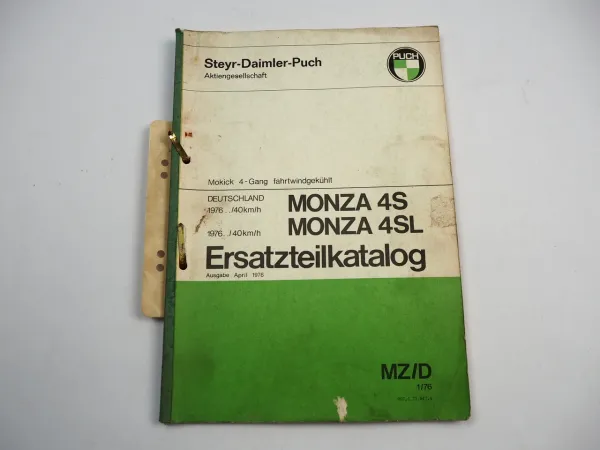 Steyr-Daimler-Puch
Aktiengesellschaft
PUCH
Mokick 4-Gang fahrtwindgekühlt
DEUTSCHLAND
1976../40km/h MONZA 4S
1976../40km/h MONZA 4SL
Ersatzteilkatalog
Ausgabe April 1976
MZ/D
1/76